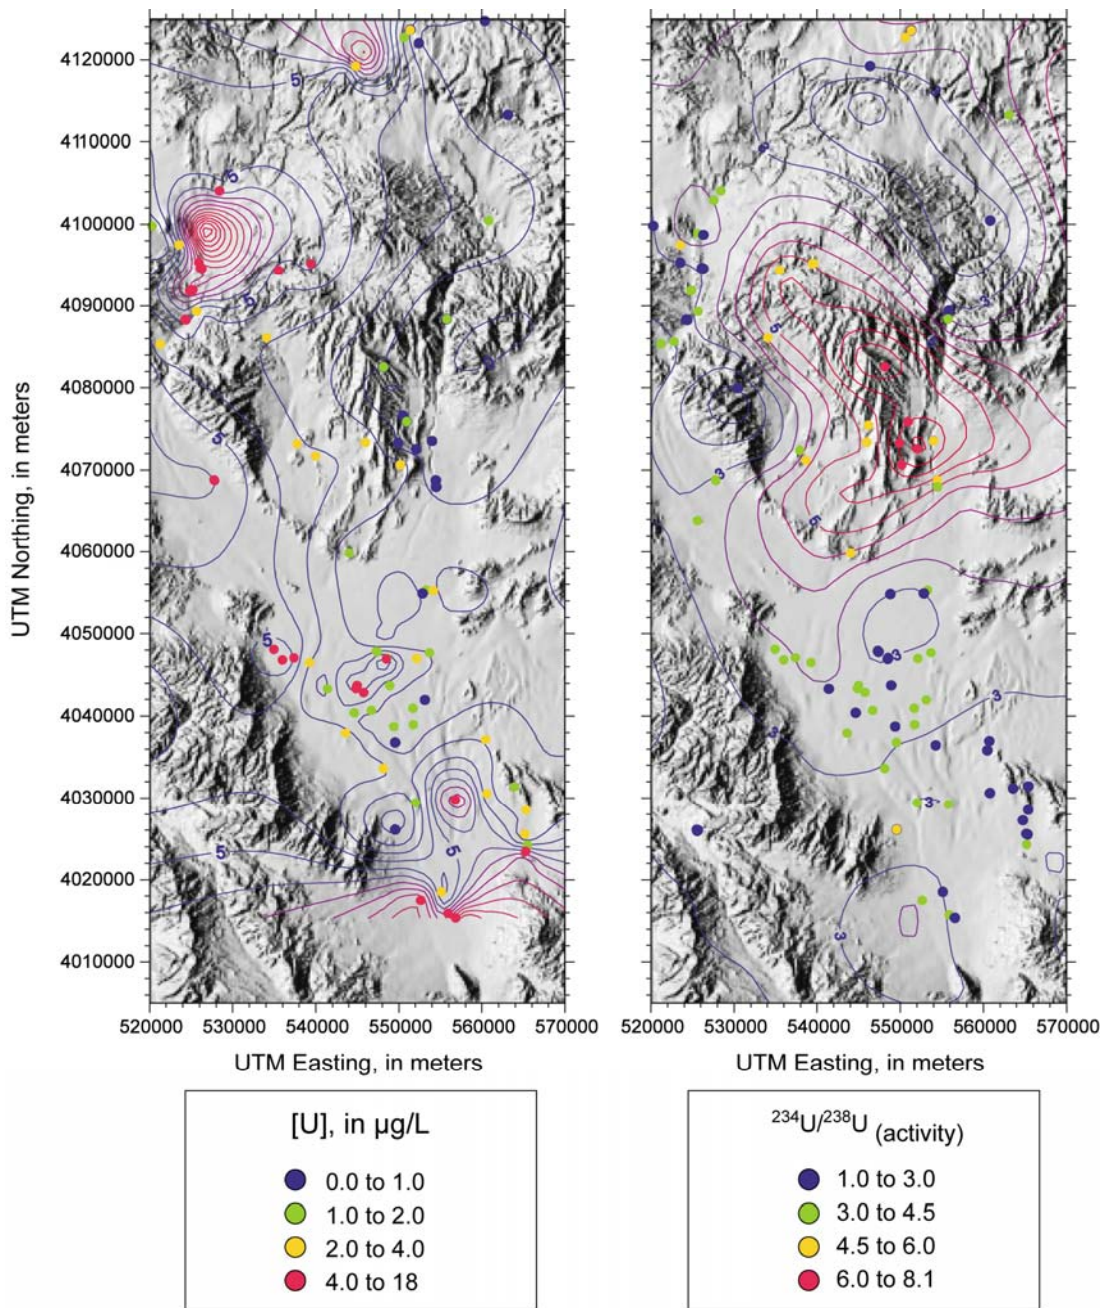 UTM Northing, in meters
4120000
4110000
4100000
4090000
4080000
4070000
4060000
4050000
4040000
4030000
4020000
4010000
5
5
5
5
5
5
5
5
3
3
5
3
5
3
3
3
3
3
520000 530000 540000 550000 560000 570000
520000 530000 540000 550000 560000 570000
UTM Easting, in meters
UTM Easting, in meters
[U], in µg/L
0.0 to 1.0
1.0 to 2.0
2.0 to 4.0
4.0 to 18
234U/238U (activity)
1.0 to 3.0
3.0 to 4.5
4.5 to 6.0
6.0 to 8.1